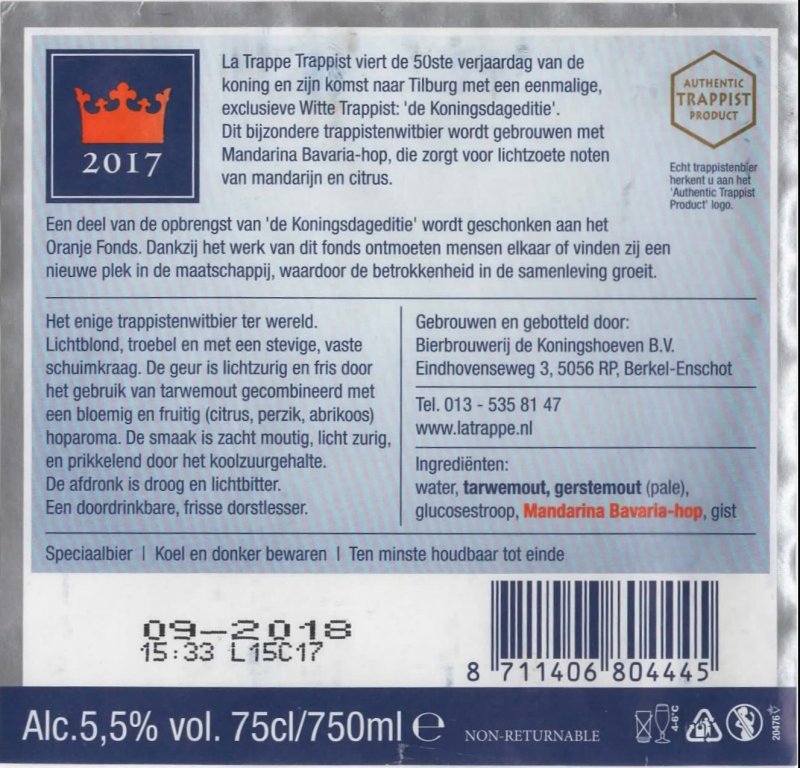 La Trappe Trappist viert de 50ste verjaardag van de
koning en zijn komst naar Tilburg met een eenmalige,
exclusieve Witte Trappist: 'de Koningsdageditie'.
Dit bijzondere trappistenwitbier wordt gebrouwen met
Mandarina Bavaria-hop, die zorgt voor lichtzoete noten
van mandarijn en citrus.
2017
AUTHENTIC
TRAPPIST
PRODUCT
Echt trappistenbier
herkent u aan het
'Authentic Trappist
Product' logo.
Een deel van de opbrengst van 'de Koningsdageditie' wordt geschonken aan het
Oranje Fonds. Dankzij het werk van dit fonds ontmoeten mensen elkaar of vinden zij een
nieuwe plek in de maatschappij, waardoor de betrokkenheid in de samenleving groeit.
Het enige trappistenwitbier ter wereld.
Lichtblond, troebel en met een stevige, vaste
schuimkraag. De geur is lichtzurig en fris door
het gebruik van tarwemout gecombineerd met
een bloemig en fruitig (citrus, perzik, abrikoos)
hoparoma. De smaak is zacht moutig, licht zurig,
en prikkelend door het koolzuurgehalte.
De afdronk is droog en lichtbitter.
Een doordrinkbare, frisse dorstlesser.
Gebrouwen en gebotteld door:
Bierbrouwerij de Koningshoeven B.V.
Eindhovenseweg 3, 5056 RP, Berkel-Enschot
Tel. 013 - 535 81 47
www.latrappe.nl
Ingrediënten:
water, tarwemout, gerstemout (pale),
glucosestroop, Mandarina Bavaria-hop, gist
Speciaalbier | Koel en donker bewaren | Ten minste houdbaar tot einde
09-2018
15:33 L15C17
8 711406 804445
Alc.5,5% vol. 75cl/750ml e
NON-RETURNABLE
4-6°C
20476